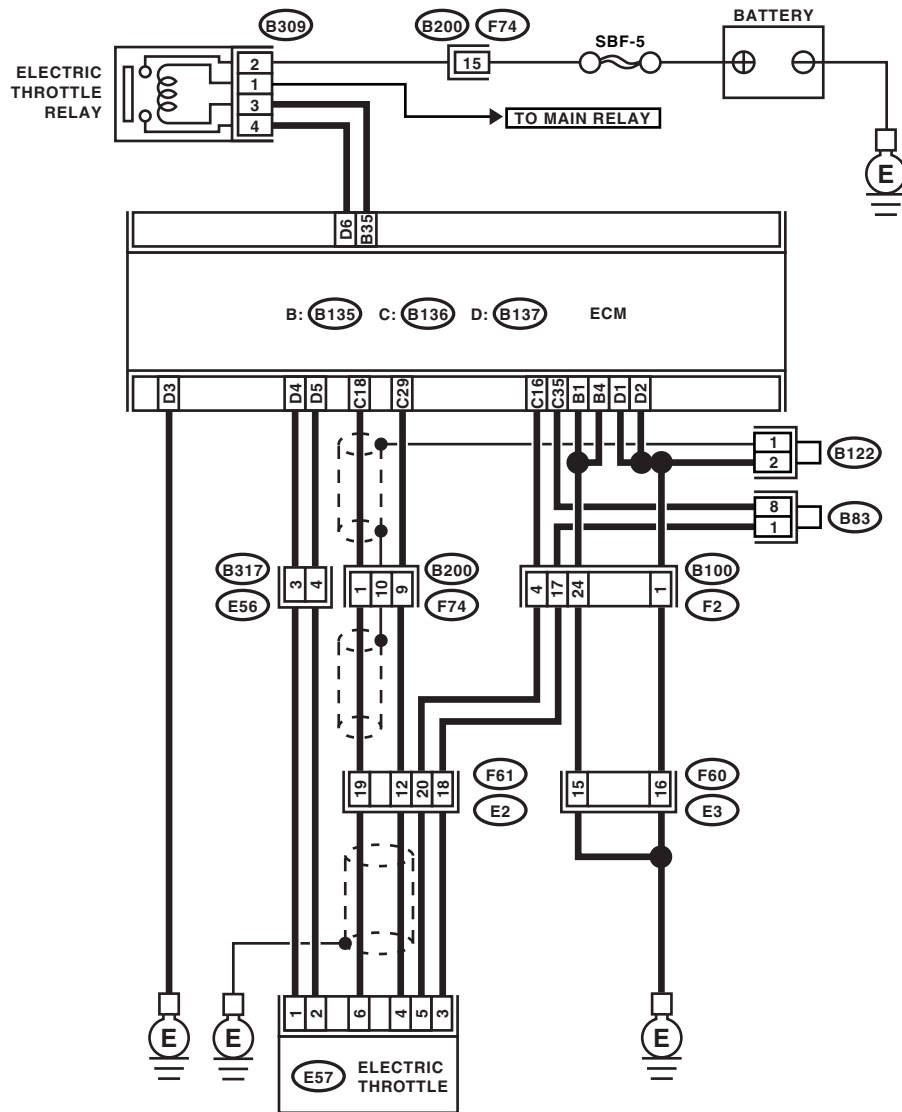 B309
B200 F74
BATTERY
SBF-5
ELECTRIC
THROTTLE
RELAY
2
1
3
4
15
TO MAIN RELAY
E
D6
B35
B: B135 C: B136 D: B137 ECM
D3
D4
D5
C18
C29
C16
C35
B1
B4
D1
D2
1
2
B122
8
1
B83
B317
E56
3
4
1
10
9
B200
F74
4
17
24
1
B100
F2
19
12
20
18
F61
E2
15
16
F60
E3
1
2
6
4
5
3
E
E
E
E57
ELECTRIC
THROTTLE